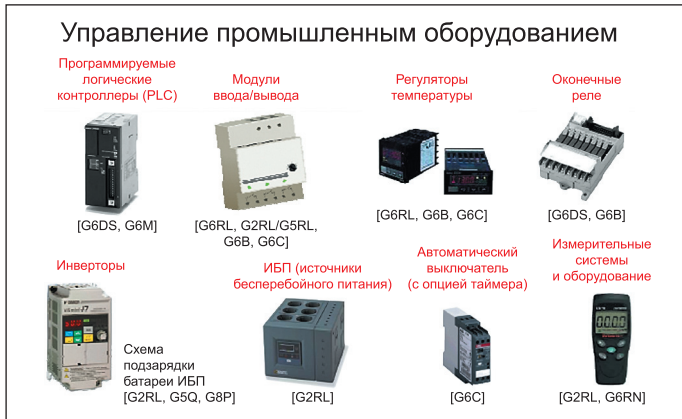 Управление промышленным оборудованием
Программируемые
логические
контроллеры (PLC)
[G6DS, G6M]
Модули
ввода/вывода
[G6RL, G2RL/G5RL,
G6B, G6C]
Регуляторы
температуры
[G6RL, G6B, G6C]
Оконечные
реле
[G6DS, G6B]
Инверторы
Схема
подзарядки
батареи ИБП
[G2RL, G5Q, G8P]
ИБП (источники
бесперебойного питания)
[G2RL]
Автоматический
выключатель
(с опцией таймера)
[G6C]
Измерительные
системы
и оборудование
[G2RL, G6RN]